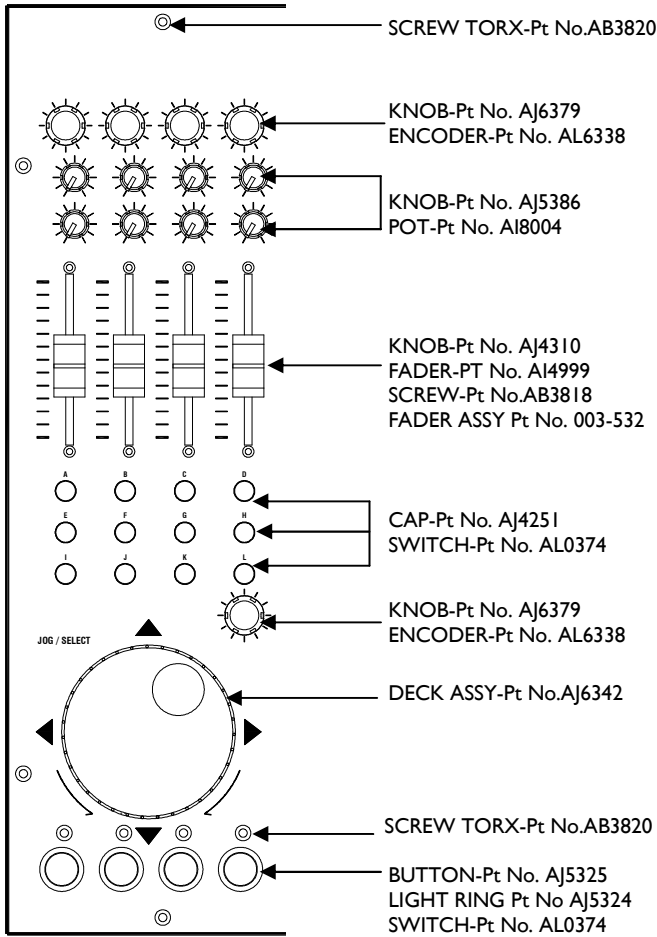 SCREW TORX-Pt No.AB3820
KNOB-Pt No. AJ6379
ENCODER-Pt No. AL6338
KNOB-Pt No. AJ5386
POT-Pt No. AI8004
KNOB-Pt No. AJ4310
FADER-PT No. AI4999
SCREW-Pt No.AB3818
FADER ASSY Pt No. 003-532
A B C D
E F G H
I J K L
CAP-Pt No. AJ4251
SWITCH-Pt No. AL0374
KNOB-Pt No. AJ6379
ENCODER-Pt No. AL6338
JOG / SELECT
DECK ASSY-Pt No.AJ6342
SCREW TORX-Pt No.AB3820
BUTTON-Pt No. AJ5325
LIGHT RING Pt No AJ5324
SWITCH-Pt No. AL0374